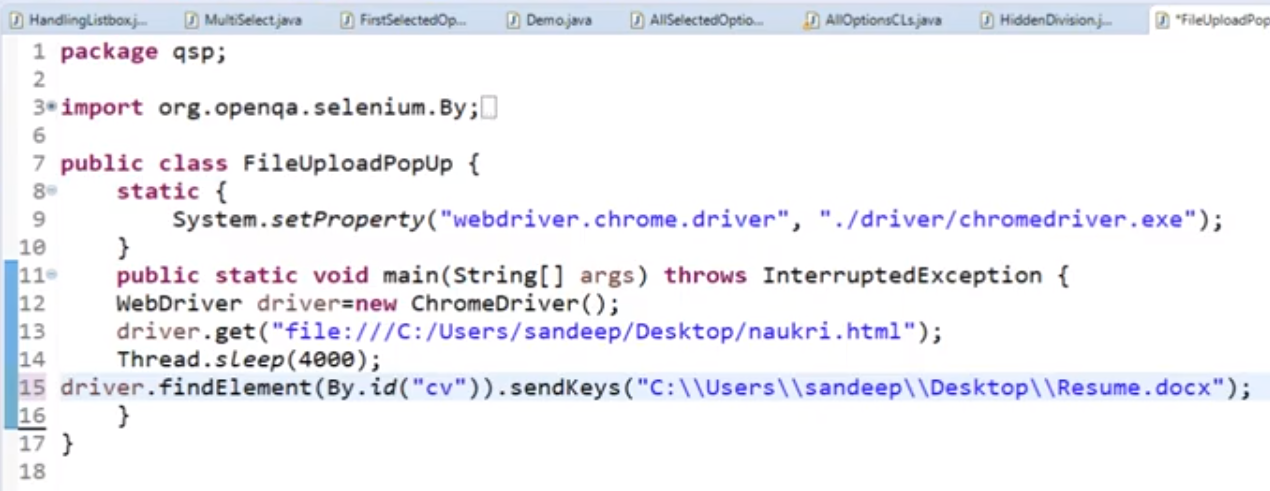 HandlingListbox.j... MultiSelect.java FirstSelectedOp... Demo.java AllSelectedOptio... AllOptionsCLs.java HiddenDivision.j... *FileUploadPop
1 package qsp;
2
3 import org.openqa.selenium.By;
6
7 public class FileUploadPopUp {
8     static {
9         System.setProperty("webdriver.chrome.driver", "./driver/chromedriver.exe");
10     }
11     public static void main(String[] args) throws InterruptedException {
12     WebDriver driver=new ChromeDriver();
13     driver.get("file:///C:/Users/sandeep/Desktop/naukri.html");
14     Thread.sleep(4000);
15 driver.findElement(By.id("cv")).sendKeys("C:\\Users\\sandeep\\Desktop\\Resume.docx");
16     }
17 }
18